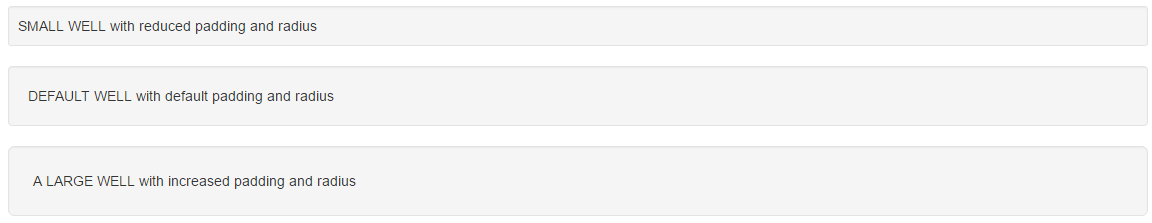 SMALL WELL with reduced padding and radius
DEFAULT WELL with default padding and radius
A LARGE WELL with increased padding and radius